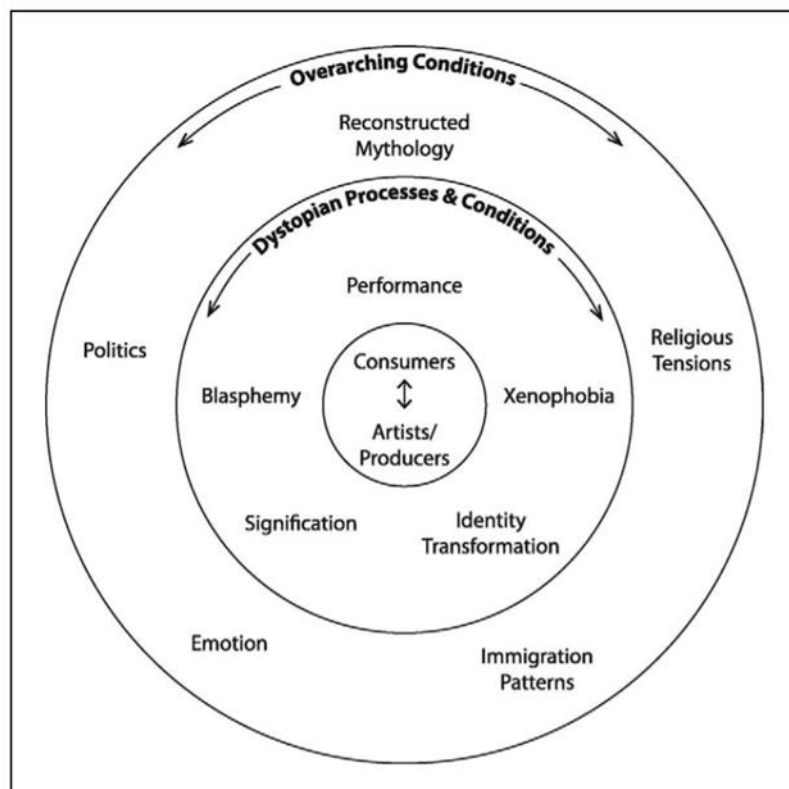 Overarching Conditions
Reconstructed
Mythology
Dystopian Processes & Conditions
Performance
Politics
Religious
Tensions
Consumers
Blasphemy
Xenophobia
Artists/
Producers
Signification
Identity
Transformation
Emotion
Immigration
Patterns